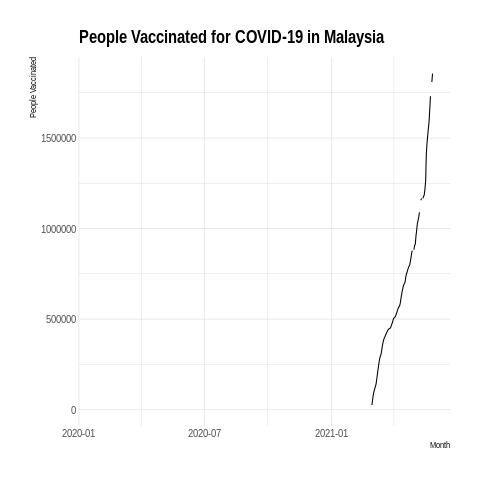 People Vaccinated for COVID-19 in Malaysia
People Vaccinated
1500000
1000000
500000
0
2020-01 2020-07 2021-01
Month